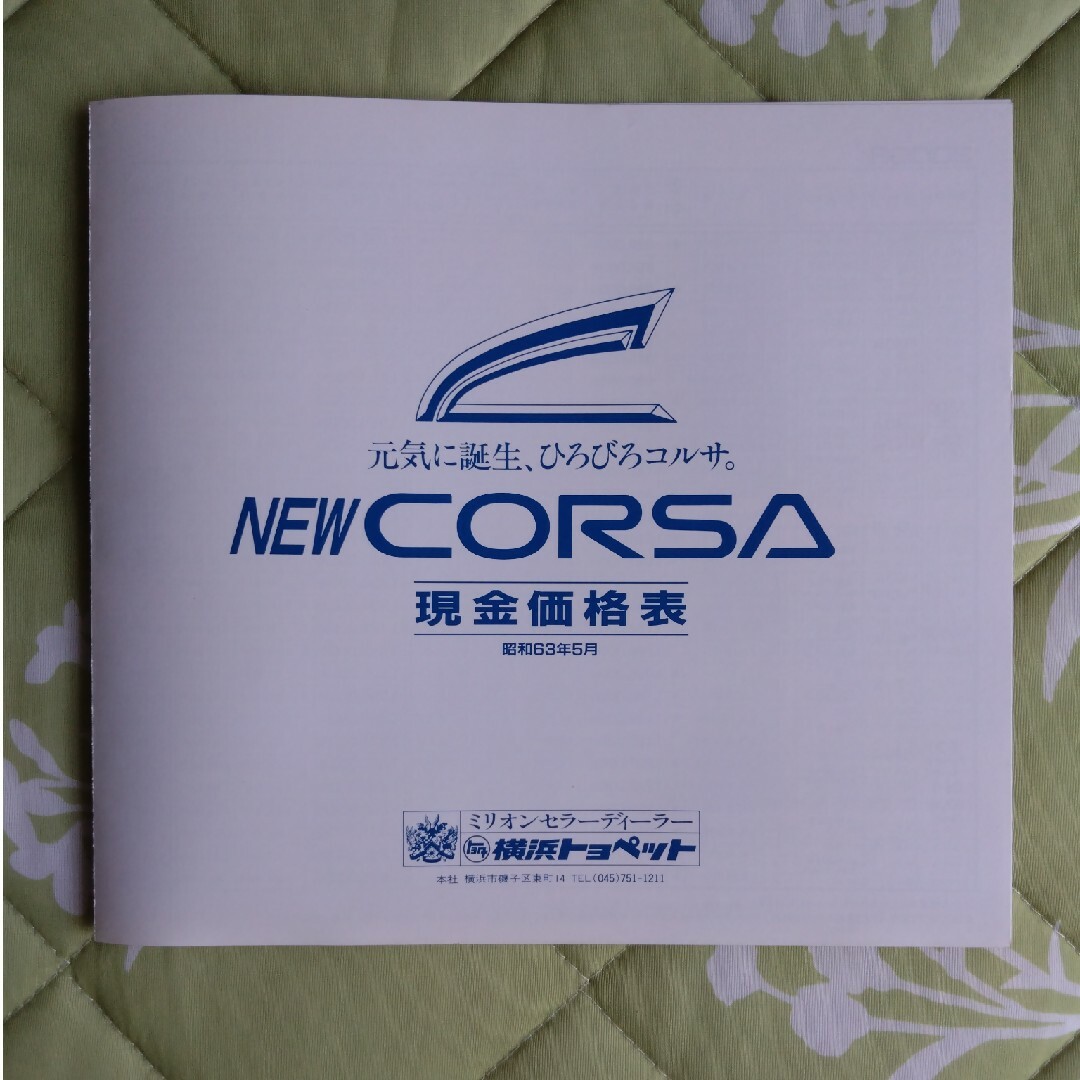 元気に誕生、ひろびろコルサ。
NEW CORSA
現金価格表
昭和63年5月
ミリオンセラーディーラー
トヨタ 横浜トヨペット
本社 横浜市磯子区東町14 TEL(045)751-1211